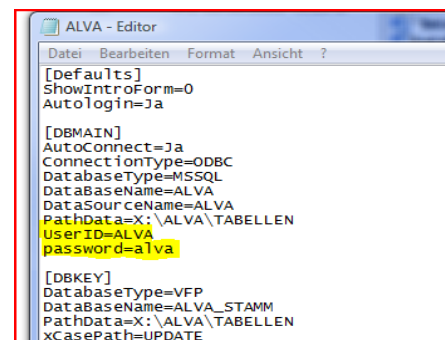 ALVA - Editor
Datei Bearbeiten Format Ansicht ?
[Defaults]
ShowIntroForm=0
Autologin=Ja
[DBMAIN]
AutoConnect=Ja
ConnectionType=ODBC
DatabaseType=MSSQL
DataBaseName=ALVA
DataSourceName=ALVA
PathData=X:\ALVA\TABELLEN
UserID=ALVA
password=alva
[DBKEY]
DatabaseType=VFP
DataBaseName=ALVA_STAMM
PathData=X:\ALVA\TABELLEN
xCasePath=UPDATE